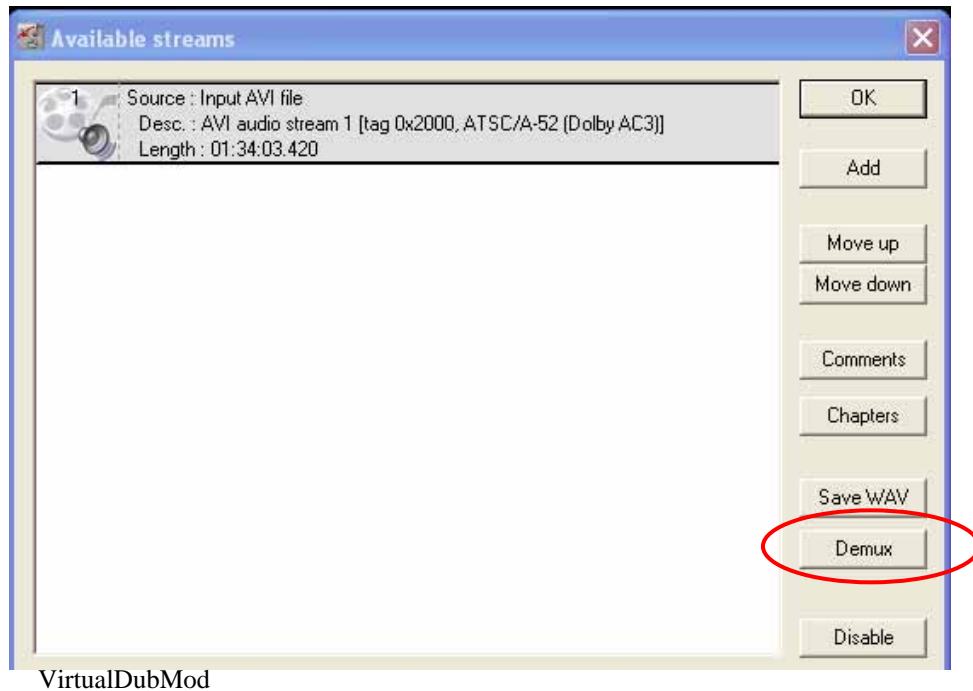 Available streams
1
Source : Input AVI file
Desc. : AVI audio stream 1 [tag 0x2000, ATSC/A-52 (Dolby AC3)]
Length : 01:34:03.420
OK
Add
Move up
Move down
Comments
Chapters
Save WAV
Demux
Disable
VirtualDubMod